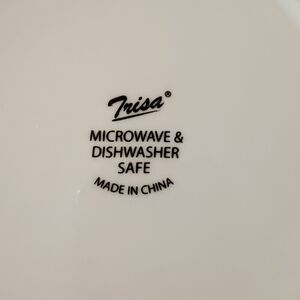 Trisa®
MICROWAVE &
DISHWASHER
SAFE
MADE IN CHINA